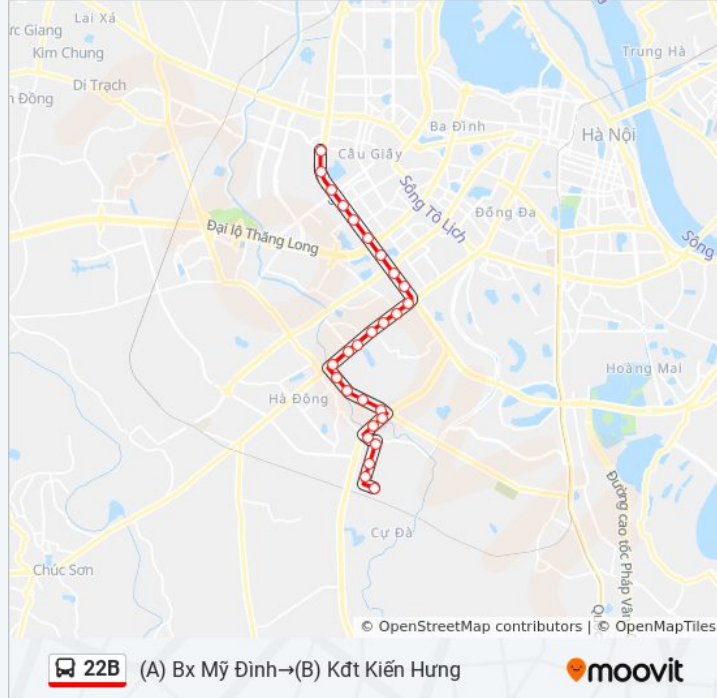 Lai Xá
Kim Chung
Di Trạch
Trung Hà
Ba Đình
Hà Nội
Cầu Giấy
Sông Tô Lịch
Đống Đa
Đại lộ Thăng Long
Sông
Hoàng Mai
Hà Đông
Đường cao tốc Pháp Vân
Cự Đà
Chúc Sơn
© OpenStreetMap contributors | © OpenMapTiles
22B (A) Bx Mỹ Đình→(B) Kđt Kiến Hưng
moovit